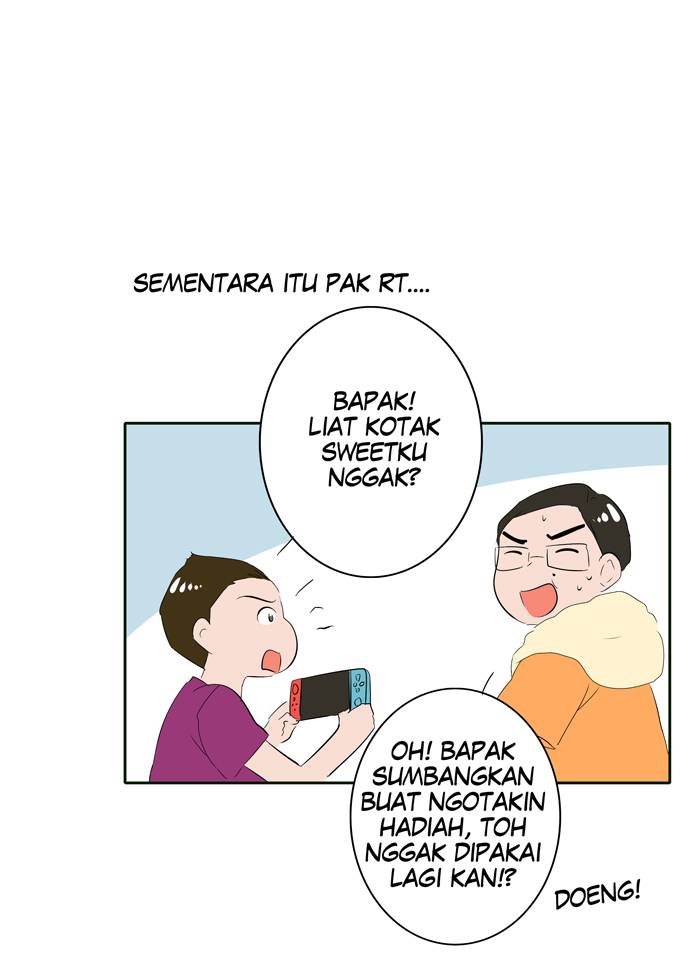 SEMENTARA ITU PAK RT....
BAPAK!
LIAT KOTAK
SWEETKU
NGGAK?
OH! BAPAK
SUMBANGKAN
BUAT NGOTAKIN
HADIAH, TOH
NGGAK DIPAKAI
LAGI KAN!?
DOENG!